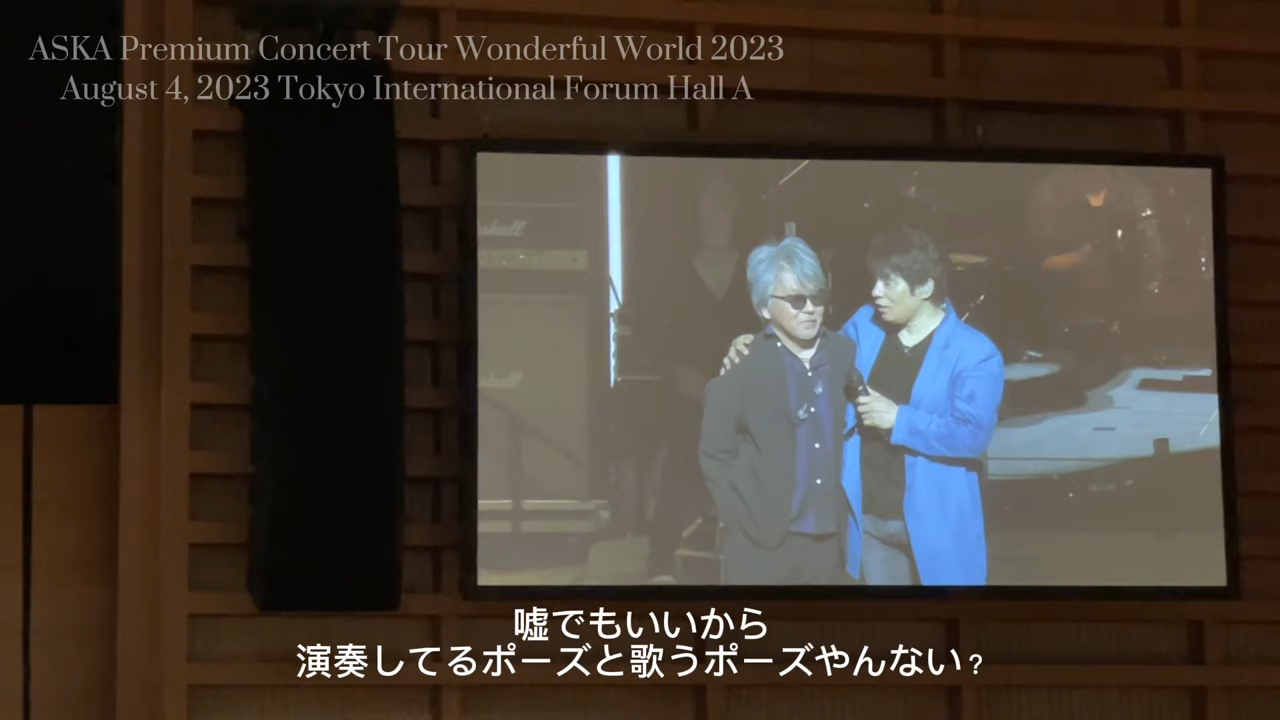 ASKA Premium Concert Tour Wonderful World 2023
August 4, 2023 Tokyo International Forum Hall A
嘘でもいいから
演奏してるポーズと歌うポーズやんない?